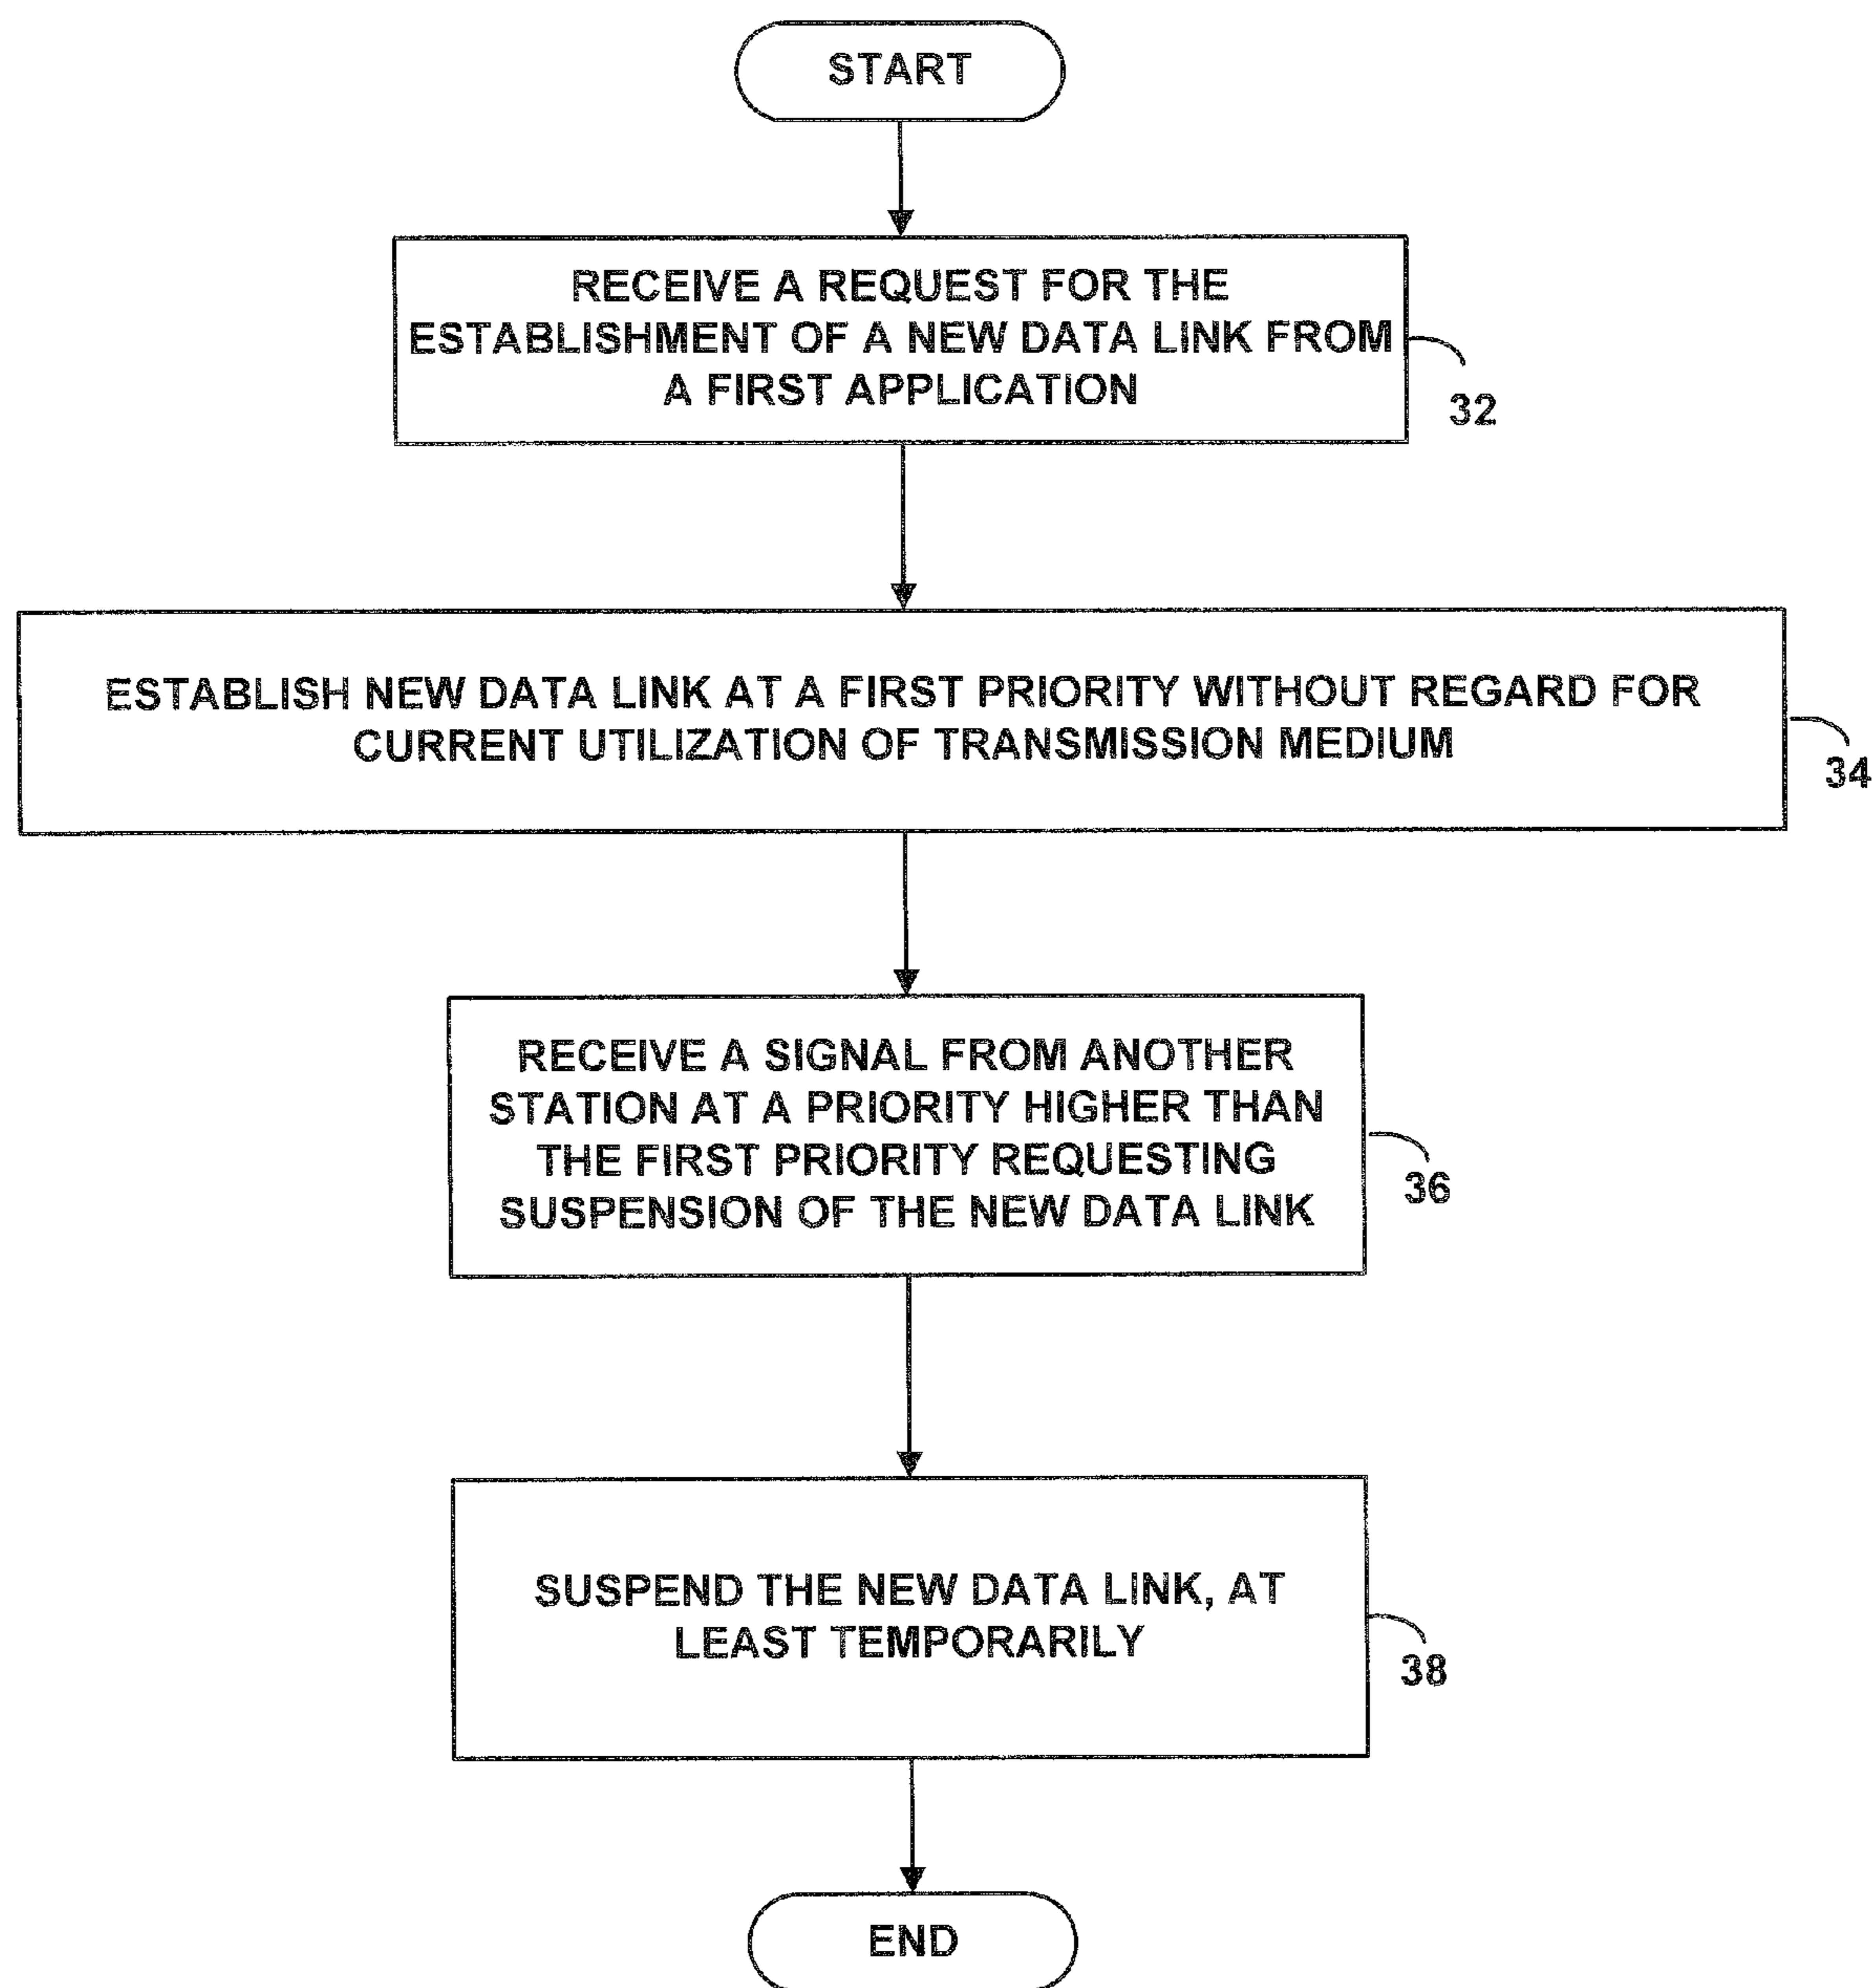 START
RECEIVE A REQUEST FOR THE
ESTABLISHMENT OF A NEW DATA LINK FROM
A FIRST APPLICATION
32
ESTABLISH NEW DATA LINK AT A FIRST PRIORITY WITHOUT REGARD FOR
CURRENT UTILIZATION OF TRANSMISSION MEDIUM
34
RECEIVE A SIGNAL FROM ANOTHER
STATION AT A PRIORITY HIGHER THAN
THE FIRST PRIORITY REQUESTING
SUSPENSION OF THE NEW DATA LINK
36
SUSPEND THE NEW DATA LINK, AT
LEAST TEMPORARILY
38
END